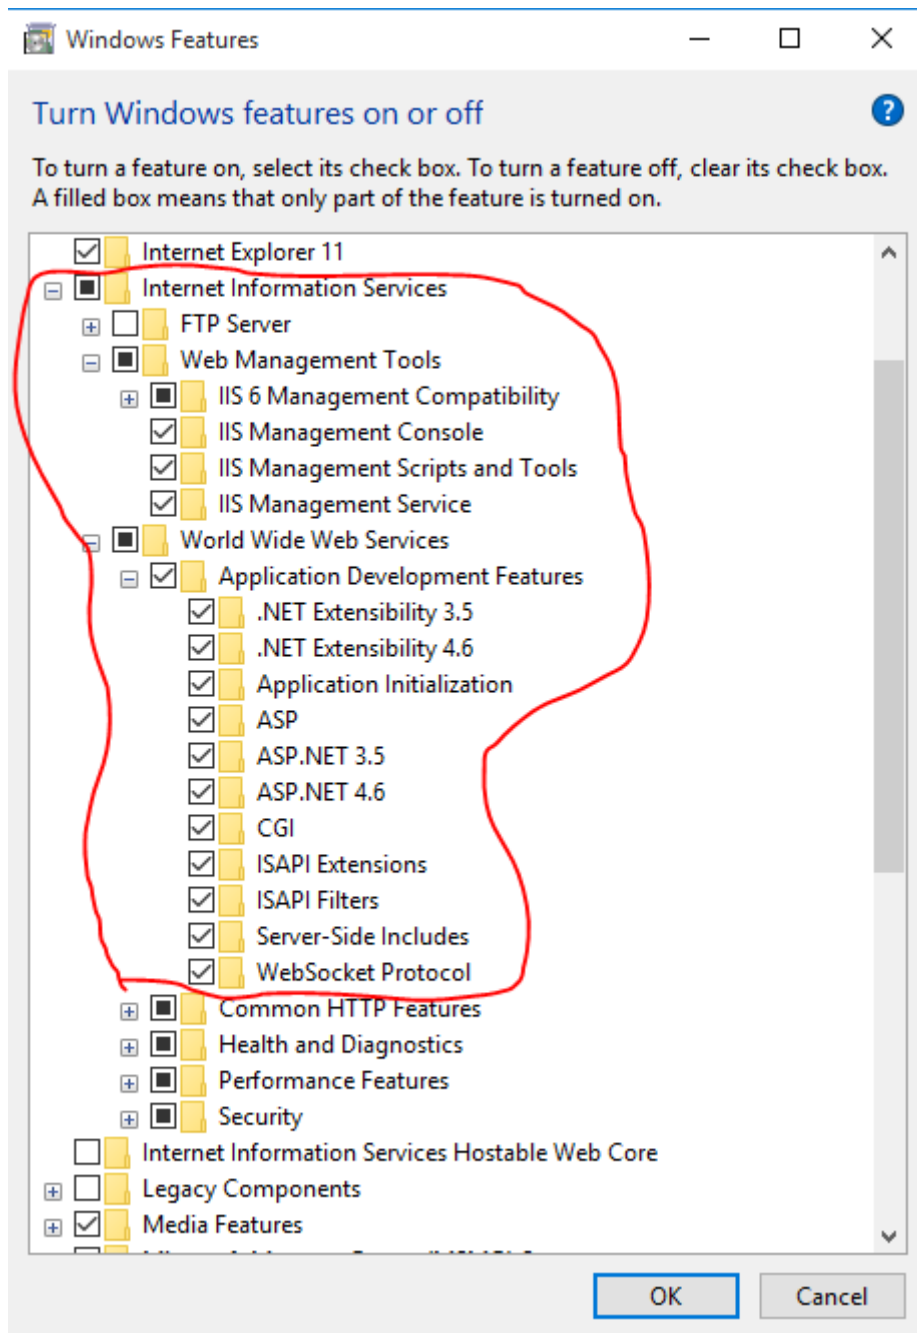 Windows Features
Turn Windows features on or off
To turn a feature on, select its check box. To turn a feature off, clear its check box.
A filled box means that only part of the feature is turned on.
Internet Explorer 11
Internet Information Services
FTP Server
Web Management Tools
IIS 6 Management Compatibility
IIS Management Console
IIS Management Scripts and Tools
IIS Management Service
World Wide Web Services
Application Development Features
.NET Extensibility 3.5
.NET Extensibility 4.6
Application Initialization
ASP
ASP.NET 3.5
ASP.NET 4.6
CGI
ISAPI Extensions
ISAPI Filters
Server-Side Includes
WebSocket Protocol
Common HTTP Features
Health and Diagnostics
Performance Features
Security
Internet Information Services Hostable Web Core
Legacy Components
Media Features
OK Cancel